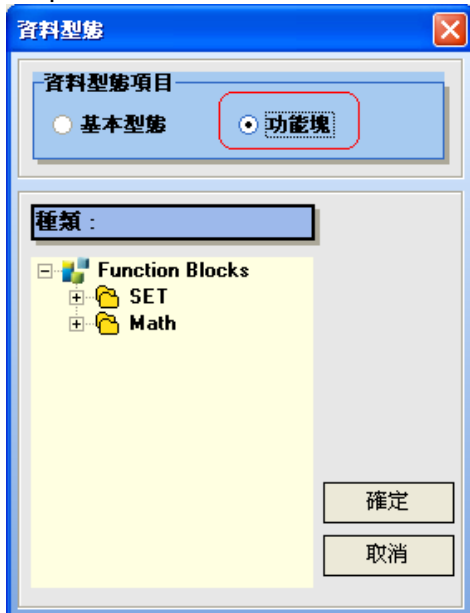 資料型態
資料型態項目
基本型態 功能塊
種類 :
Function Blocks
SET
Math
確定
取消